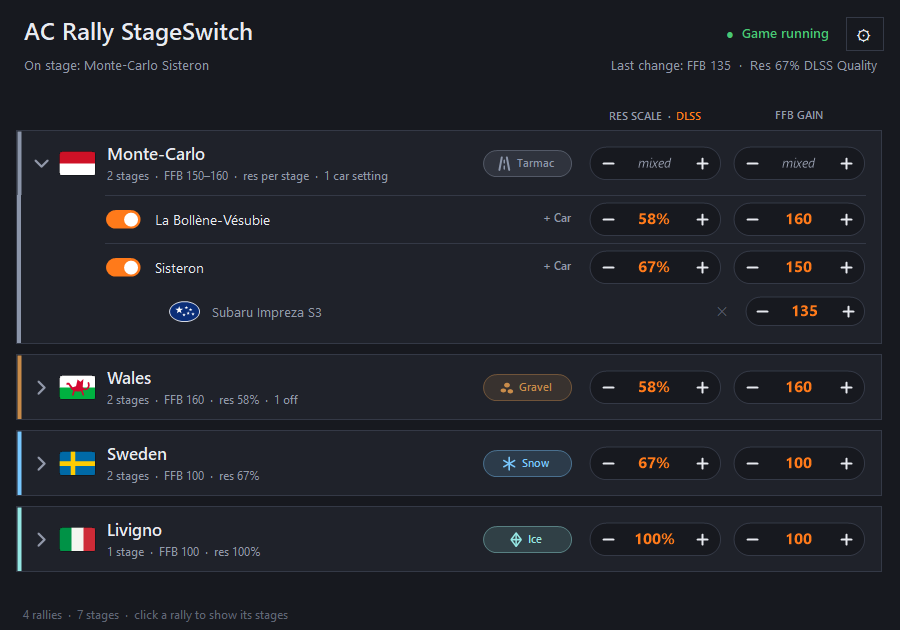 AC Rally StageSwitch
● Game running
On stage: Monte-Carlo Sisteron
Last change: FFB 135 · Res 67% DLSS Quality
RES SCALE · DLSS
FFB GAIN
Monte-Carlo
2 stages · FFB 150–160 · res per stage · 1 car setting
Tarmac
− mixed +
− mixed +
La Bollène-Vésubie
+ Car
− 58% +
− 160 +
Sisteron
+ Car
− 67% +
− 150 +
Subaru Impreza S3
×
− 135 +
Wales
2 stages · FFB 160 · res 58% · 1 off
Gravel
− 58% +
− 160 +
Sweden
2 stages · FFB 100 · res 67%
Snow
− 67% +
− 100 +
Livigno
1 stage · FFB 100 · res 100%
Ice
− 100% +
− 100 +
4 rallies · 7 stages · click a rally to show its stages